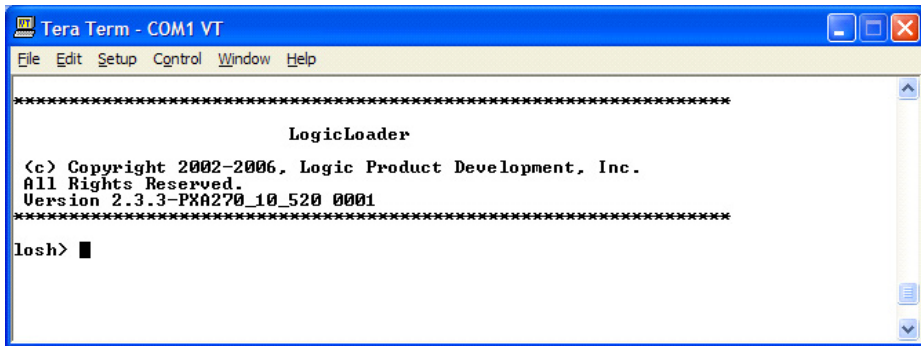 Tera Term - COM1 VT
File Edit Setup Control Window Help
******************************************************************
LogicLoader
(c) Copyright 2002-2006, Logic Product Development, Inc.
All Rights Reserved.
Version 2.3.3-PXA270_10_520 0001
******************************************************************
losh>